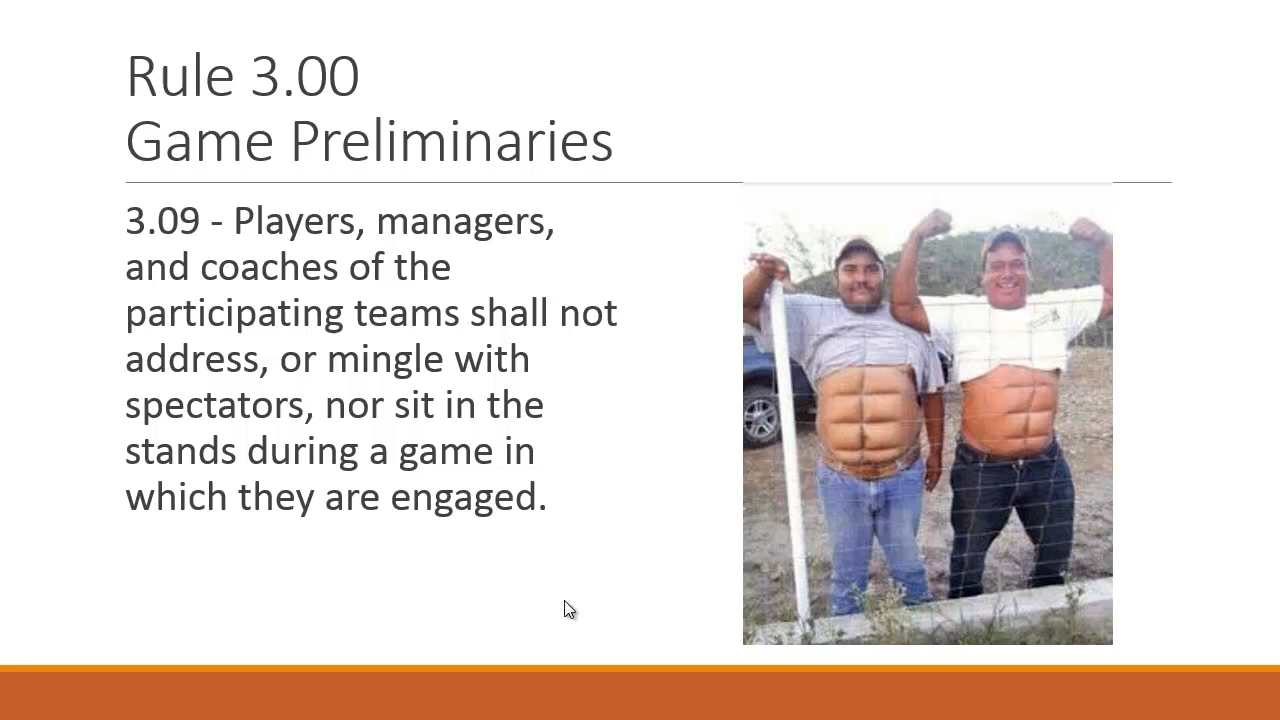 Rule 3.00
Game Preliminaries
3.09 - Players, managers,
and coaches of the
participating teams shall not
address, or mingle with
spectators, nor sit in the
stands during a game in
which they are engaged.